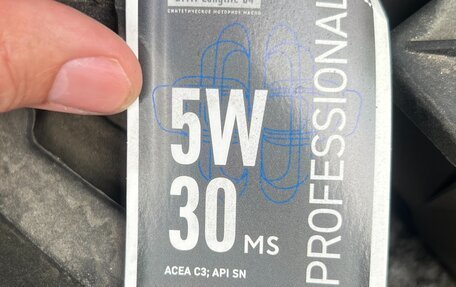 СИНТЕТИЧЕСКОЕ МОТОРНОЕ МАСЛО
5W
30 MS
ACEA C3; API SN
PROFESSIONAL